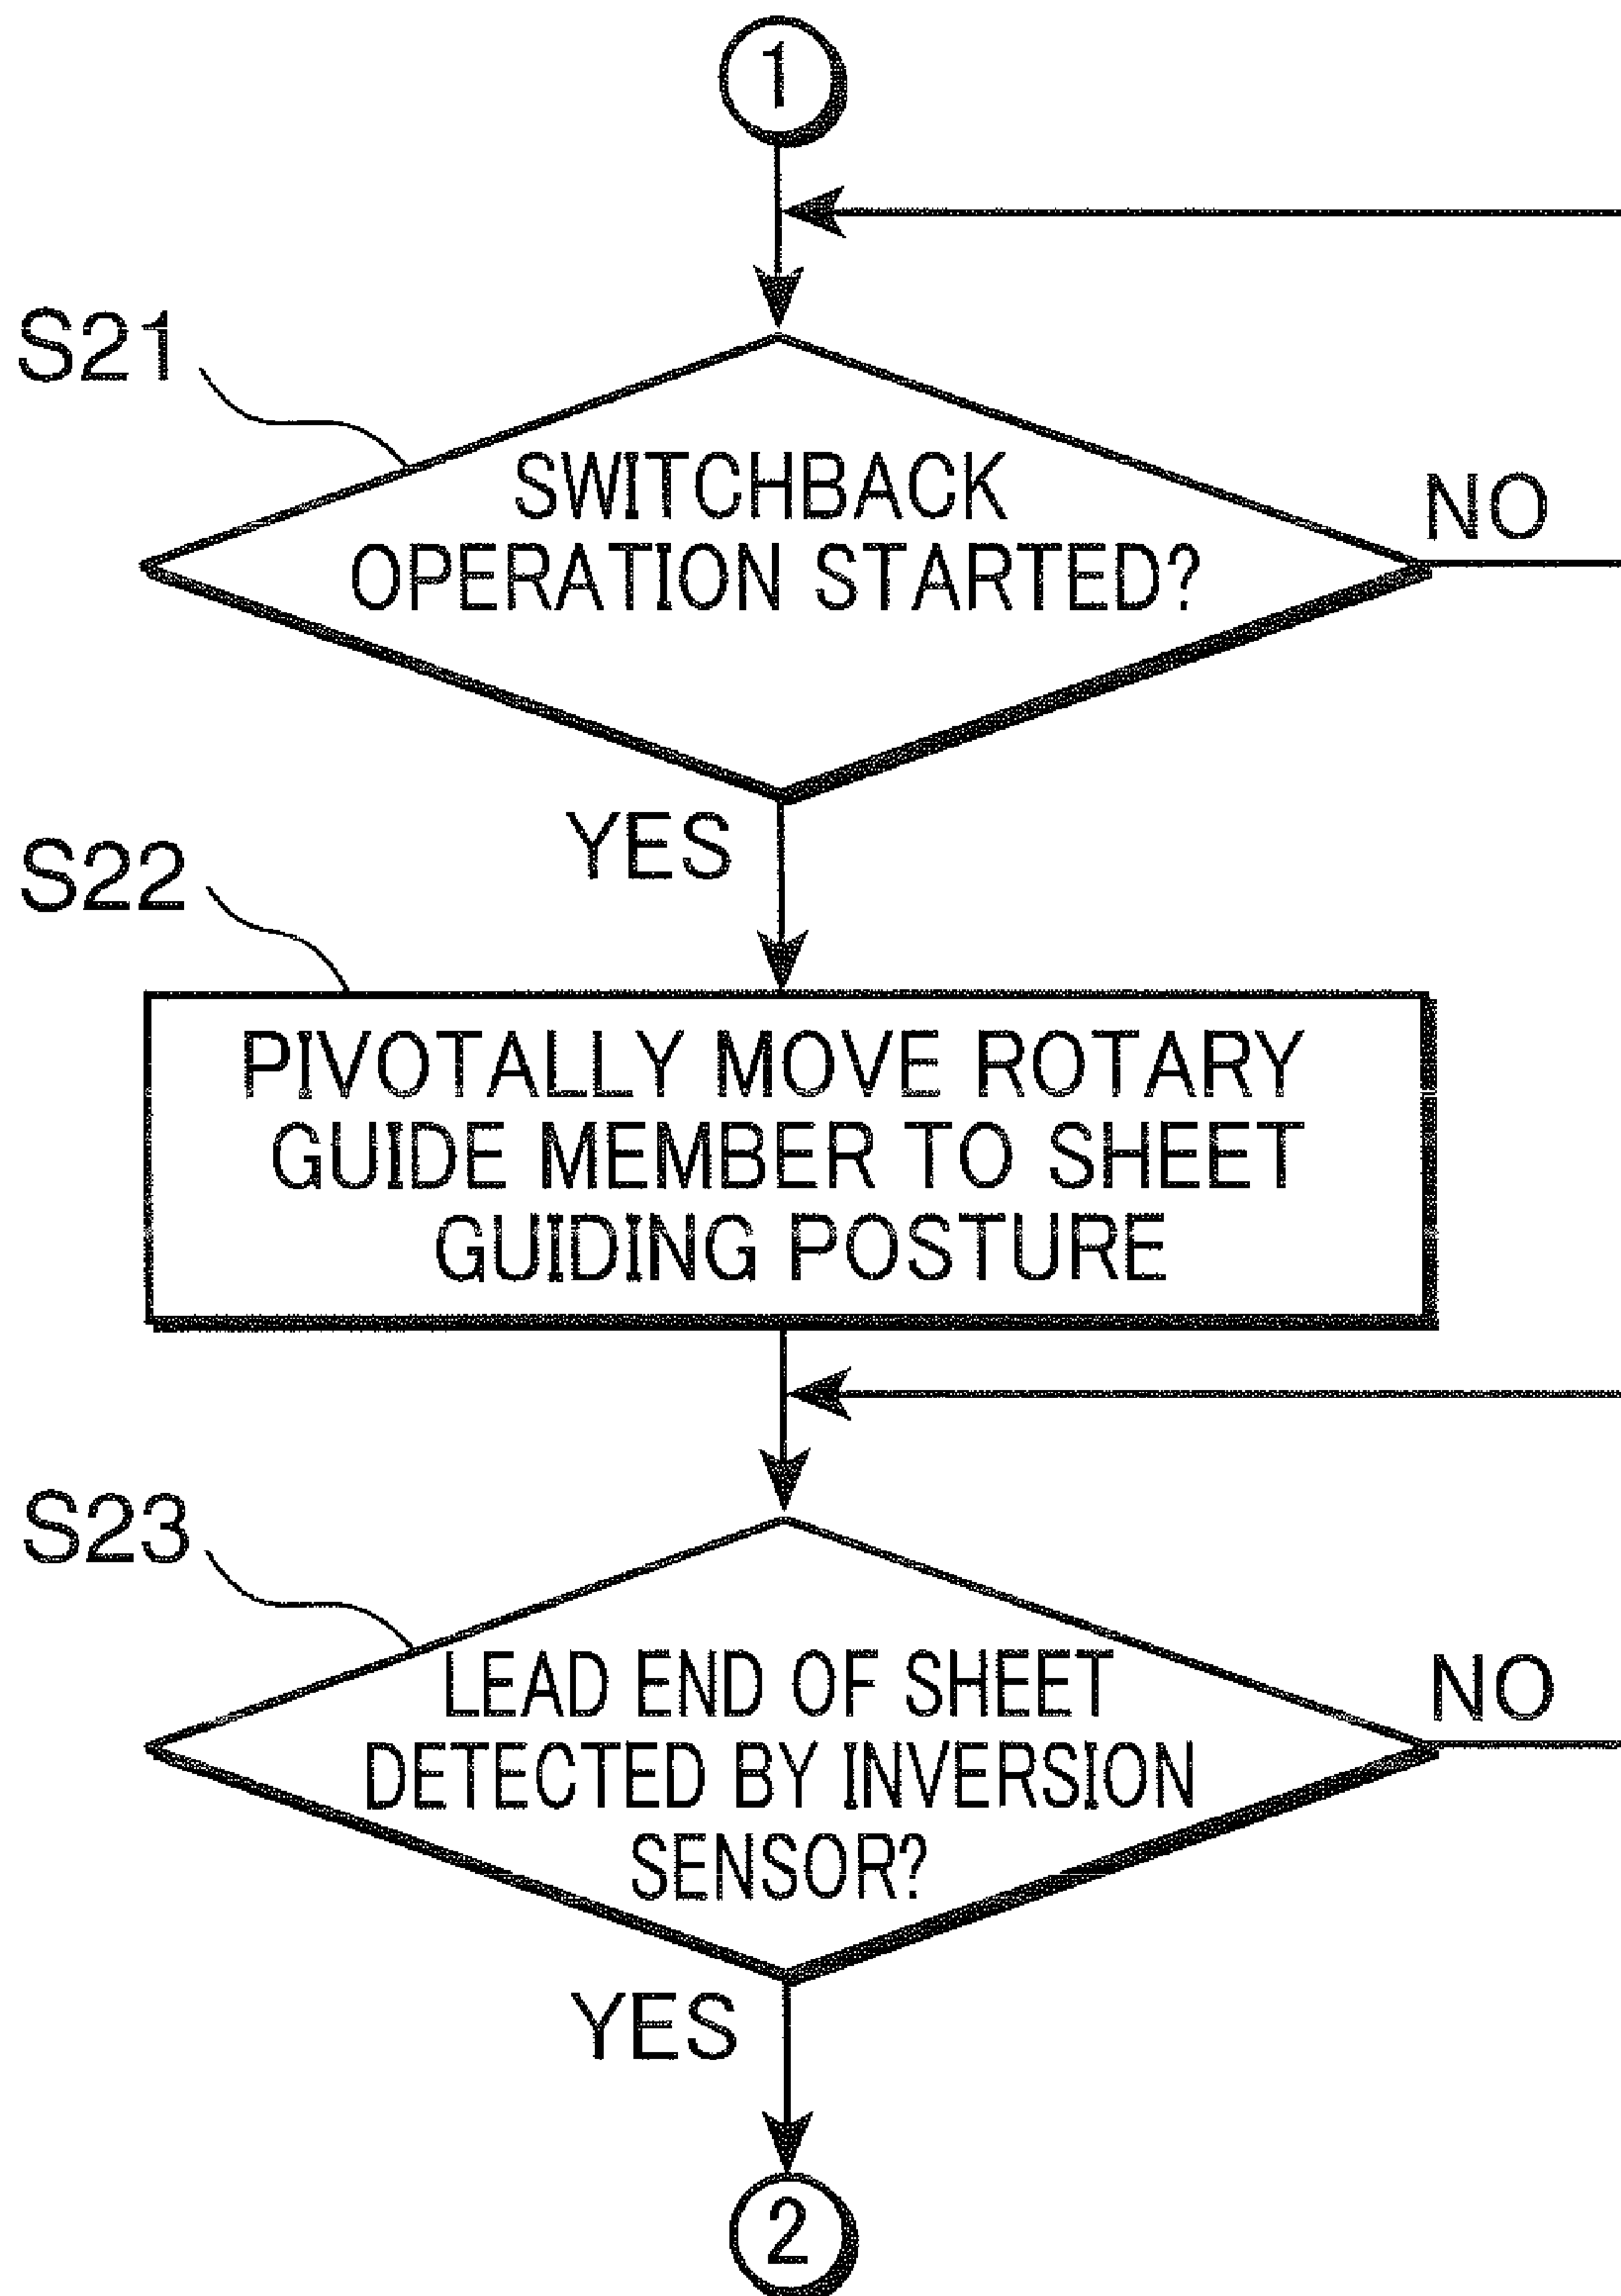 1
S21
SWITCHBACK
OPERATION STARTED?
NO
YES
S22
PIVOTALLY MOVE ROTARY
GUIDE MEMBER TO SHEET
GUIDING POSTURE
S23
LEAD END OF SHEET
DETECTED BY INVERSION
SENSOR?
NO
YES
2